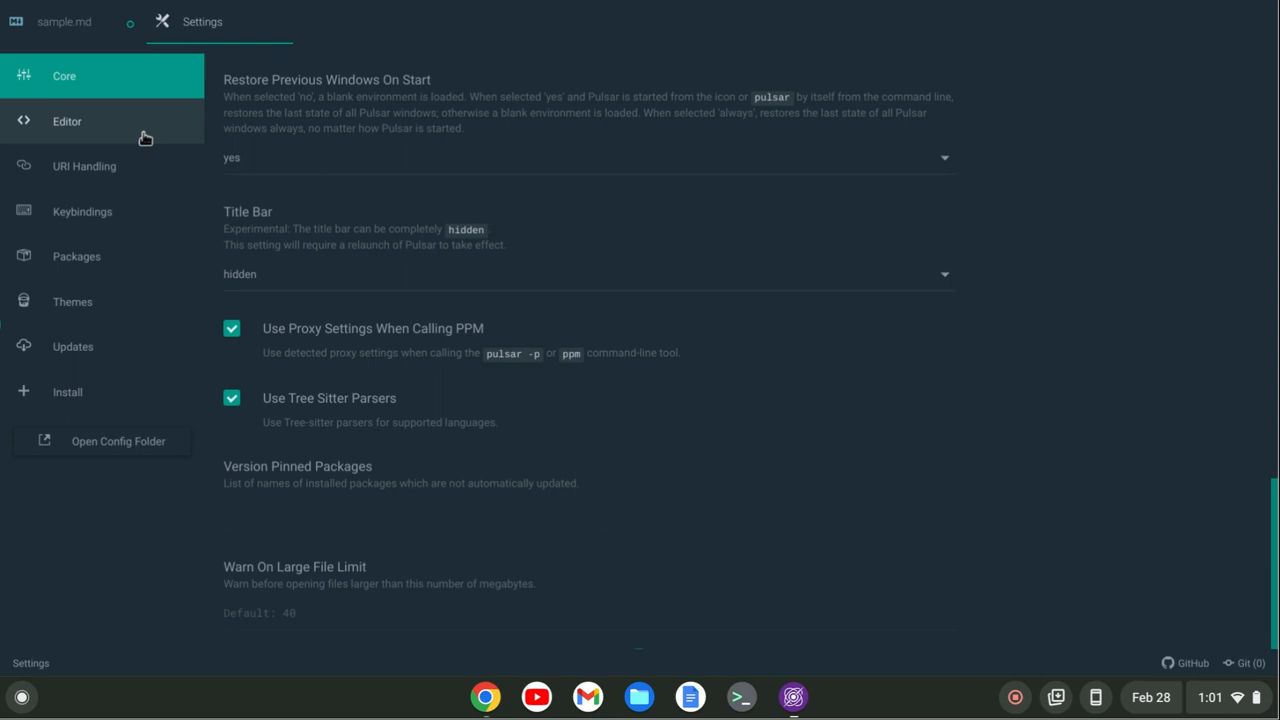 sample.md
Settings
Core
Editor
URI Handling
Keybindings
Packages
Themes
Updates
Install
Open Config Folder
Restore Previous Windows On Start
When selected 'no', a blank environment is loaded. When selected 'yes' and Pulsar is started from the icon or pulsar by itself from the command line,
restores the last state of all Pulsar windows, otherwise a blank environment is loaded. When selected 'always', restores the last state of all Pulsar
windows always, no matter how Pulsar is started.
yes
Title Bar
Experimental: The title bar can be completely hidden
This setting will require a relaunch of Pulsar to take effect.
hidden
Use Proxy Settings When Calling PPM
Use detected proxy settings when calling the pulsar -p or ppm command-line tool.
Use Tree Sitter Parsers
Use Tree-sitter parsers for supported languages.
Version Pinned Packages
List of names of installed packages which are not automatically updated.
Warn On Large File Limit
Warn before opening files larger than this number of megabytes.
Default: 40
Settings
GitHub
Git (0)
Feb 28
1:01